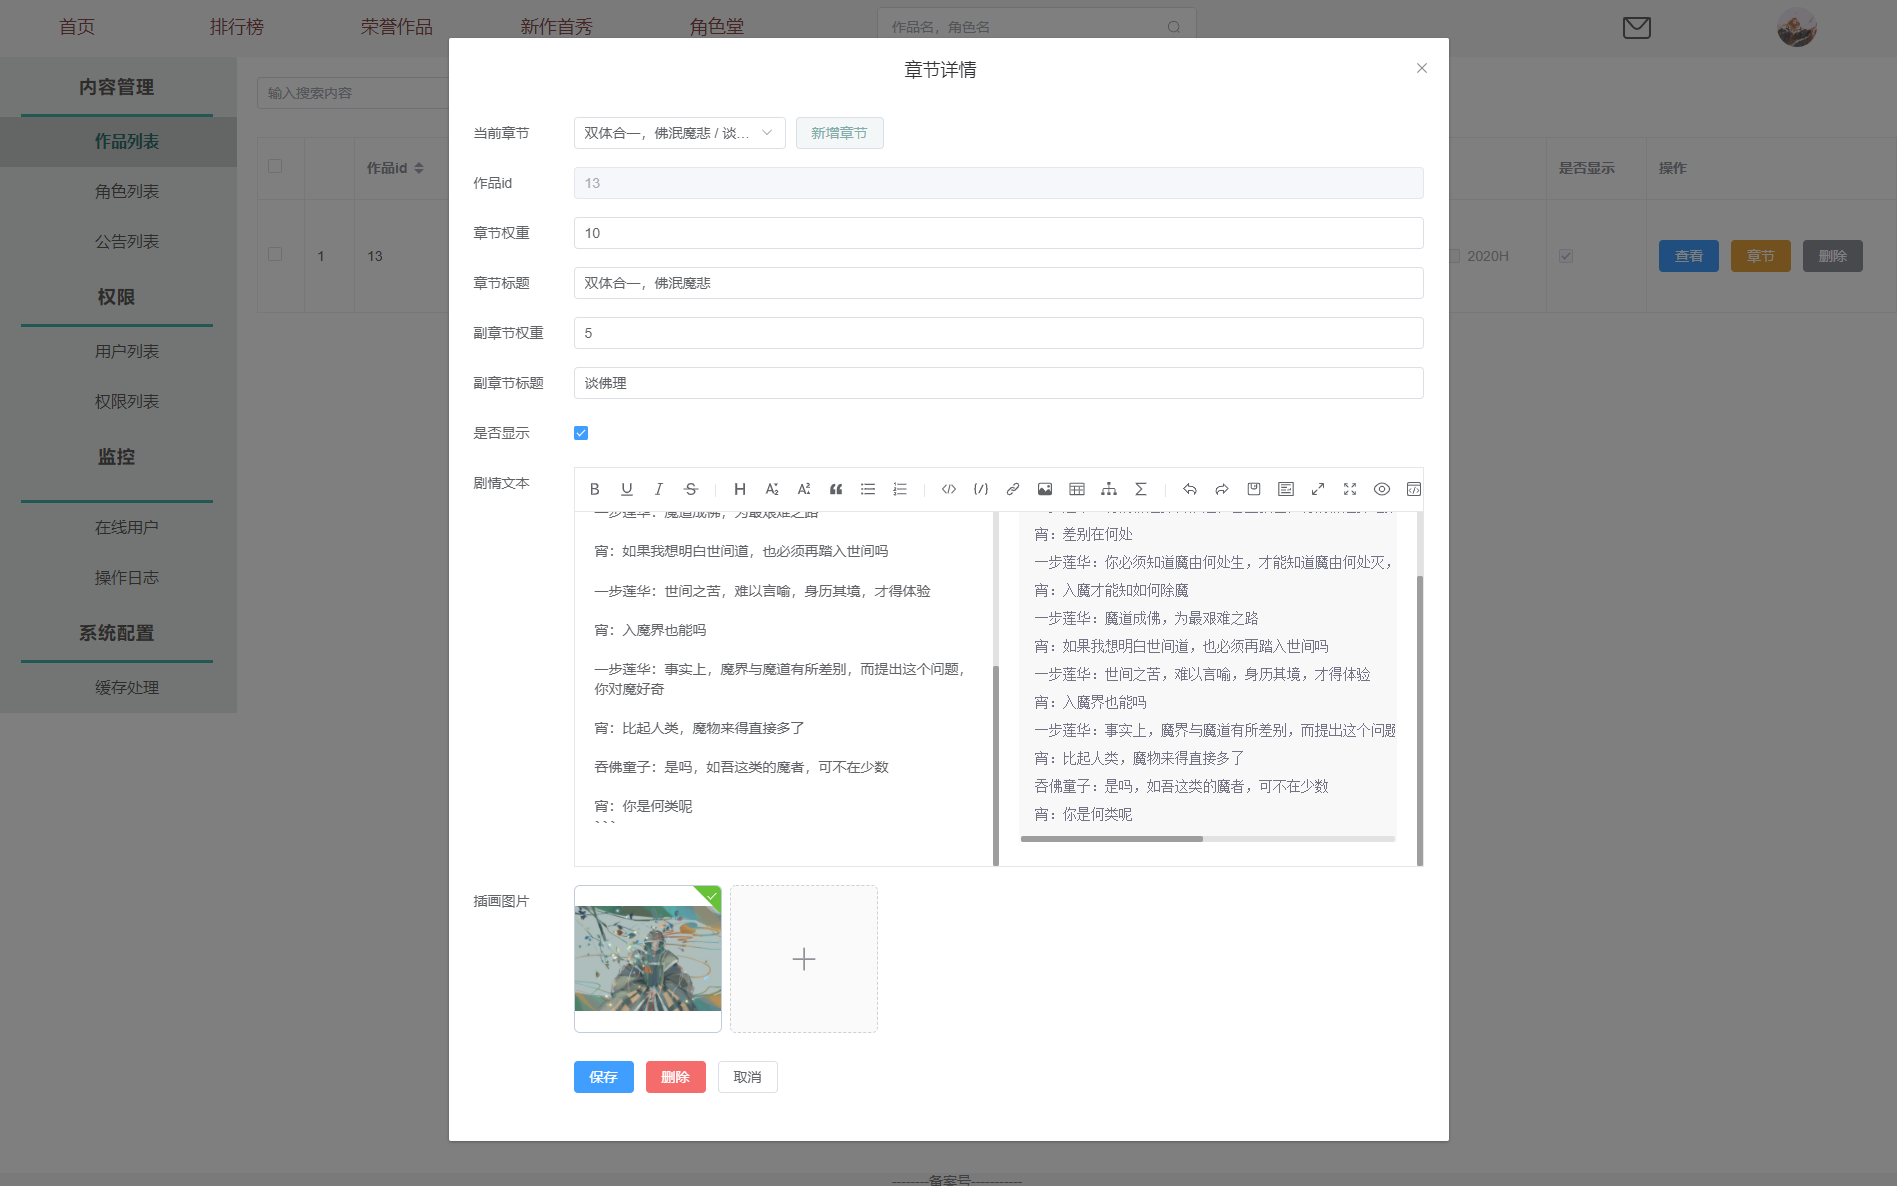 首页
排行榜
荣誉作品
新作首秀
角色堂
作品名，角色名
内容管理
作品列表
角色列表
公告列表
权限
用户列表
权限列表
监控
在线用户
操作日志
系统配置
缓存处理
输入搜索内容
作品id
是否显示
操作
1
13
2020H
查看
章节
删除
章节详情
当前章节
双体合一，佛泯魔悲 / 谈...
新增章节
作品id
13
章节权重
10
章节标题
双体合一，佛泯魔悲
副章节权重
5
副章节标题
谈佛理
是否显示
剧情文本
一步莲华：魔道成佛，为最艰难之路
宵：如果我想明白世间道，也必须再踏入世间吗
一步莲华：世间之苦，难以言喻，身历其境，才得体验
宵：入魔界也能吗
一步莲华：事实上，魔界与魔道有所差别，而提出这个问题，
你对魔好奇
宵：比起人类，魔物来得直接多了
吞佛童子：是吗，如吾这类的魔者，可不在少数
宵：你是何类呢
```
宵：差别在何处
一步莲华：你必须知道魔由何处生，才能知道魔由何处灭，
宵：入魔才能知如何除魔
一步莲华：魔道成佛，为最艰难之路
宵：如果我想明白世间道，也必须再踏入世间吗
一步莲华：世间之苦，难以言喻，身历其境，才得体验
宵：入魔界也能吗
一步莲华：事实上，魔界与魔道有所差别，而提出这个问题
宵：比起人类，魔物来得直接多了
吞佛童子：是吗，如吾这类的魔者，可不在少数
宵：你是何类呢
插画图片
保存
删除
取消
--------备案号-----------